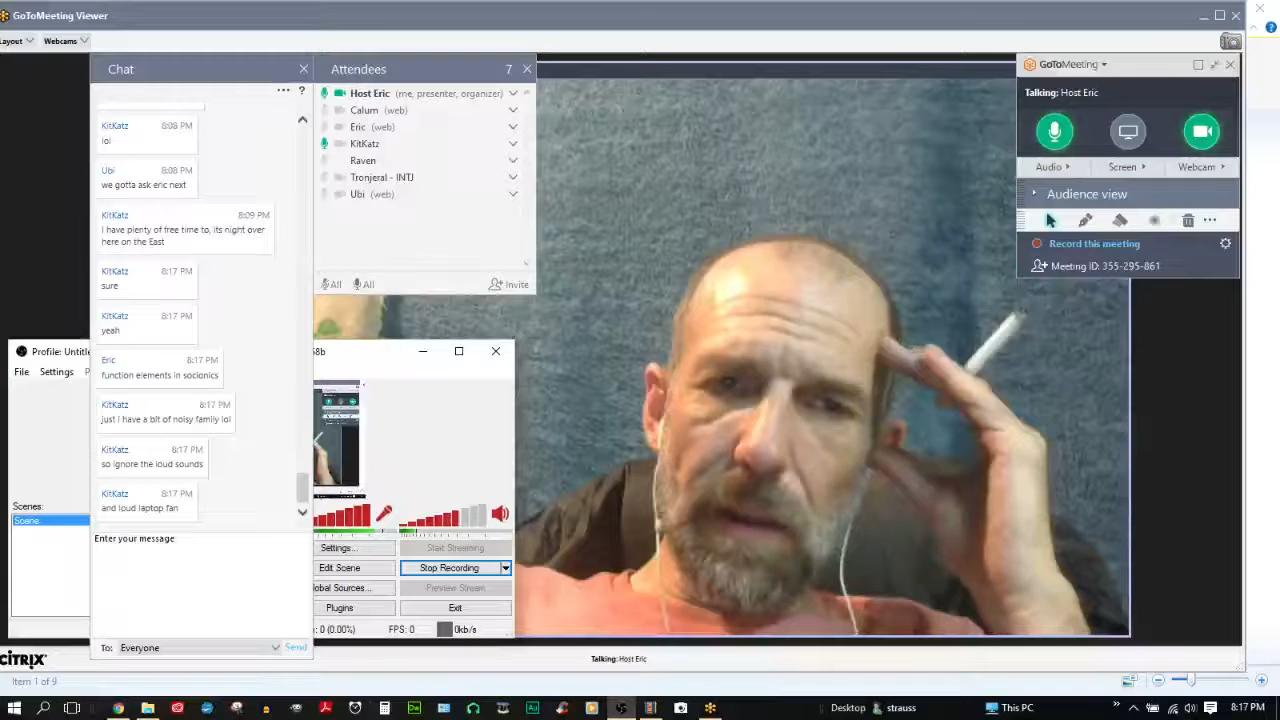 GoToMeeting Viewer
Layout
Webcams
Chat
KitKatz 8:08 PM
lol
Ubi 8:08 PM
we gotta ask eric next
KitKatz 8:09 PM
I have plenty of free time to, its night over
here on the East
KitKatz 8:17 PM
sure
KitKatz 8:17 PM
yeah
Eric 8:17 PM
function elements in socionics
KitKatz 8:17 PM
just i have a bit of noisy family lol
KitKatz 8:17 PM
so ignore the loud sounds
KitKatz 8:17 PM
and loud laptop fan
Enter your message
To: Everyone
Send
Attendees 7
Host Eric (me, presenter, organizer)
Calum (web)
Eric (web)
KitKatz
Raven
Tronjeral - INTJ
Ubi (web)
All All Invite
GoToMeeting
Talking: Host Eric
Audio Screen Webcam
Audience view
Record this meeting
Meeting ID: 355-295-861
Profile: Untitle
58b
File Settings P
Scenes:
Scene
Settings... Start Streaming
Edit Scene Stop Recording
lobal Sources... Preview Stream
Plugins Exit
: 0 (0.00%) FPS: 0 0kb/s
CITRIX
Talking: Host Eric
Item 1 of 9
Dw
Au
Desktop strauss This PC 8:17 PM